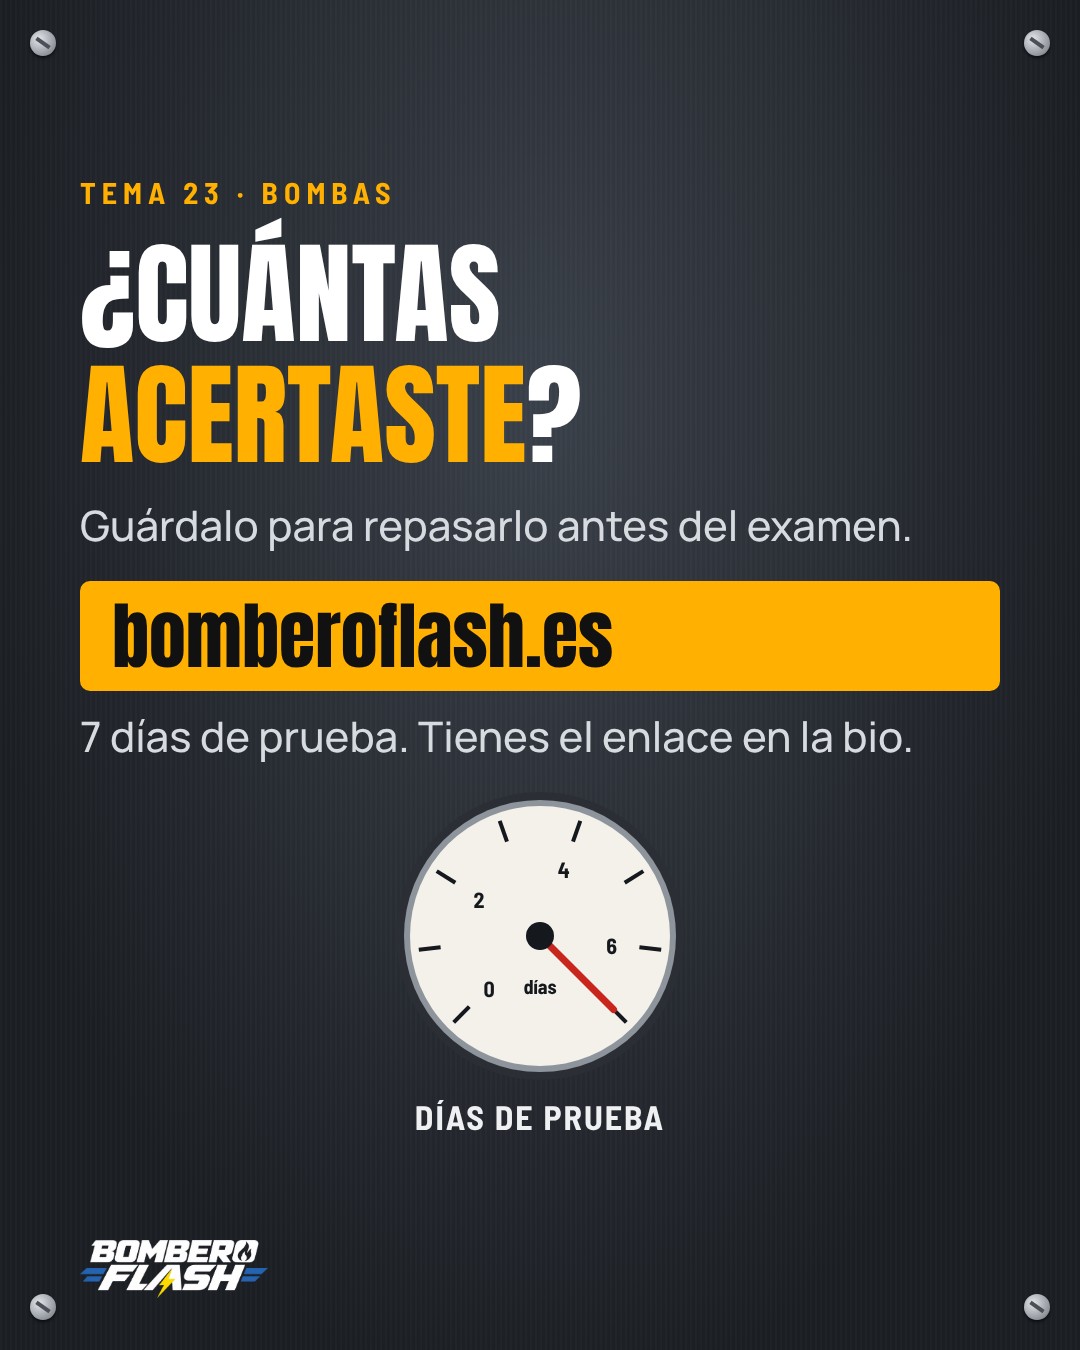 TEMA 23 · BOMBAS
¿CUÁNTAS
ACERTASTE?
Guárdalo para repasarlo antes del examen.
bomberoflash.es
7 días de prueba. Tienes el enlace en la bio.
4
2
6
0 días
DÍAS DE PRUEBA
BOMBERO
FLASH